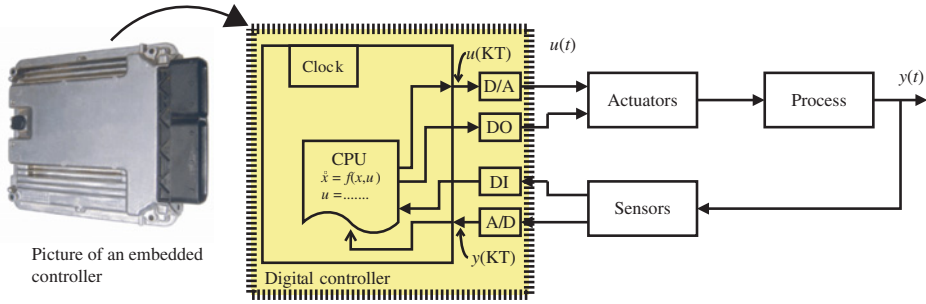 u(t)
y(t)
Clock
u(KT)
D/A
Actuators
Process
DO
CPU
x̊ = f(x,u)
u =.......
DI
Sensors
A/D
y(KT)
Picture of an embedded
controller
Digital controller